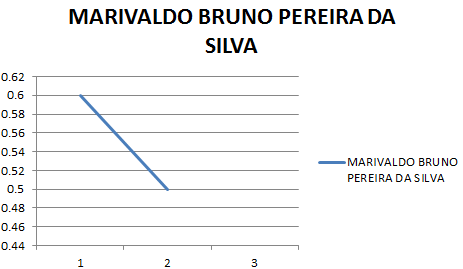 MARIVALDO BRUNO PEREIRA DA
SILVA
0.62
0.6
0.58
0.56
0.54
0.52
0.5
0.48
0.46
0.44
1 2 3
MARIVALDO BRUNO
PEREIRA DA SILVA